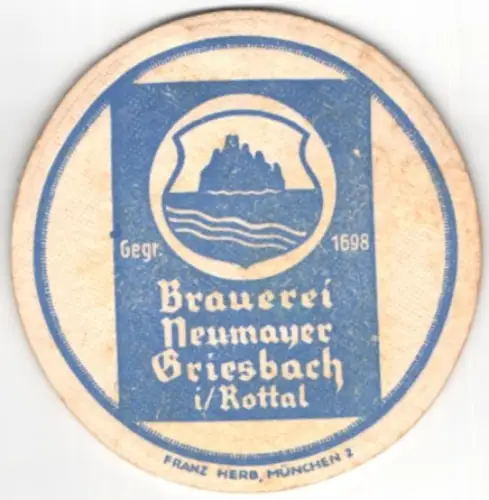 Gegr. 1698
Brauerei
Neumayer
Griesbach
i/Rottal
FRANZ HERB, MÜNCHEN 2